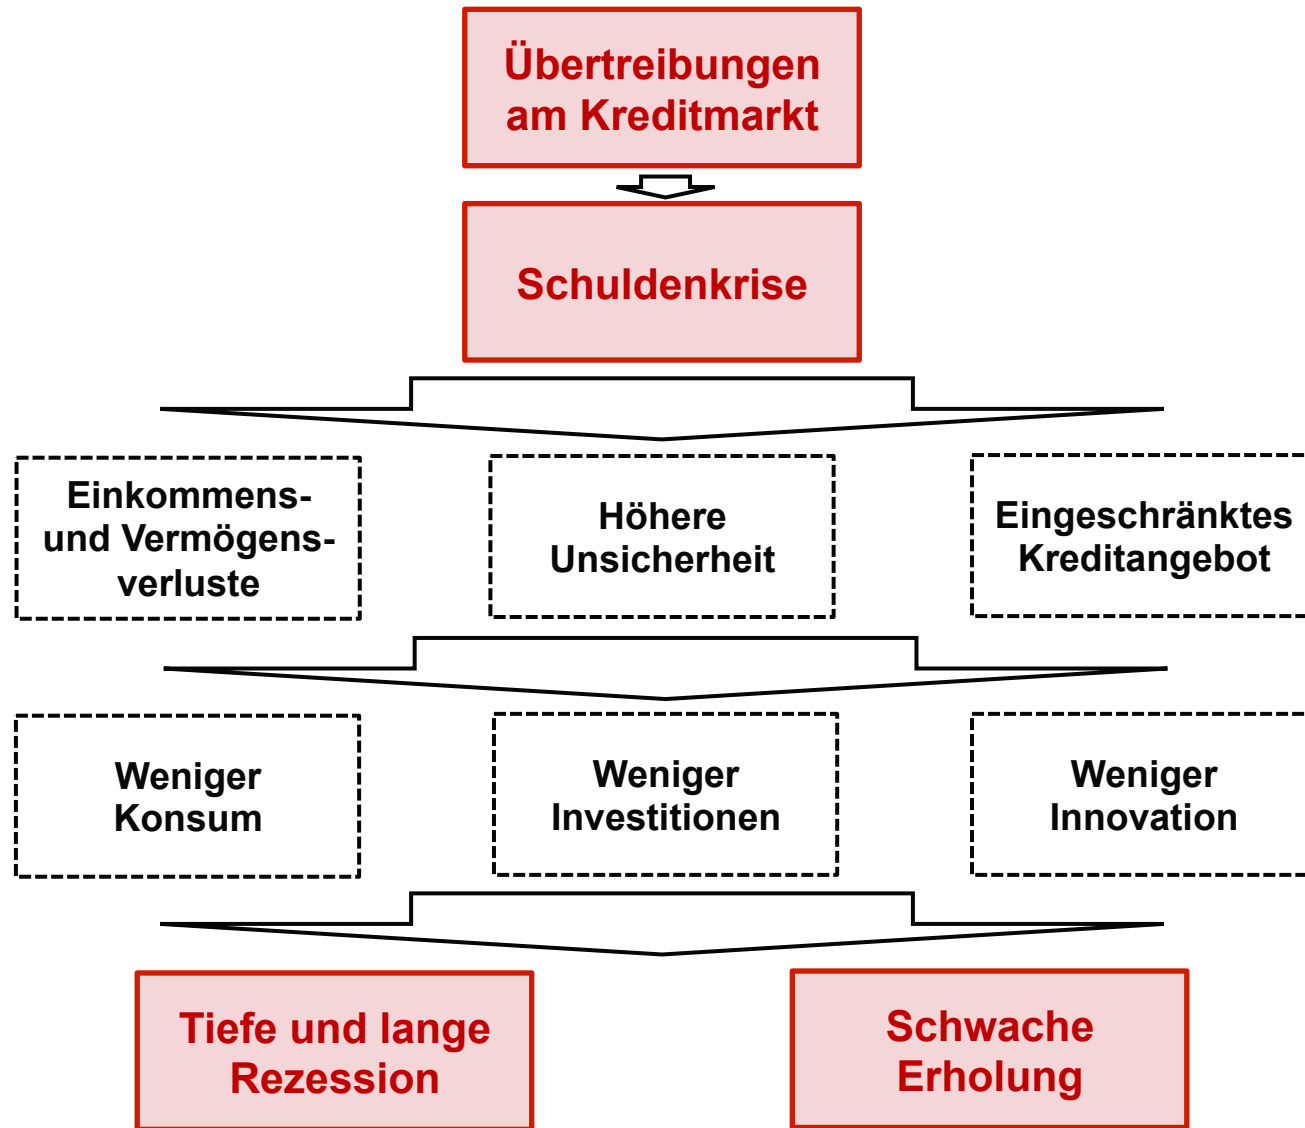 Übertreibungen
am Kreditmarkt
Schuldenkrise
Einkommens-
und Vermögens-
verluste
Höhere
Unsicherheit
Eingeschränktes
Kreditangebot
Weniger
Konsum
Weniger
Investitionen
Weniger
Innovation
Tiefe und lange
Rezession
Schwache
Erholung